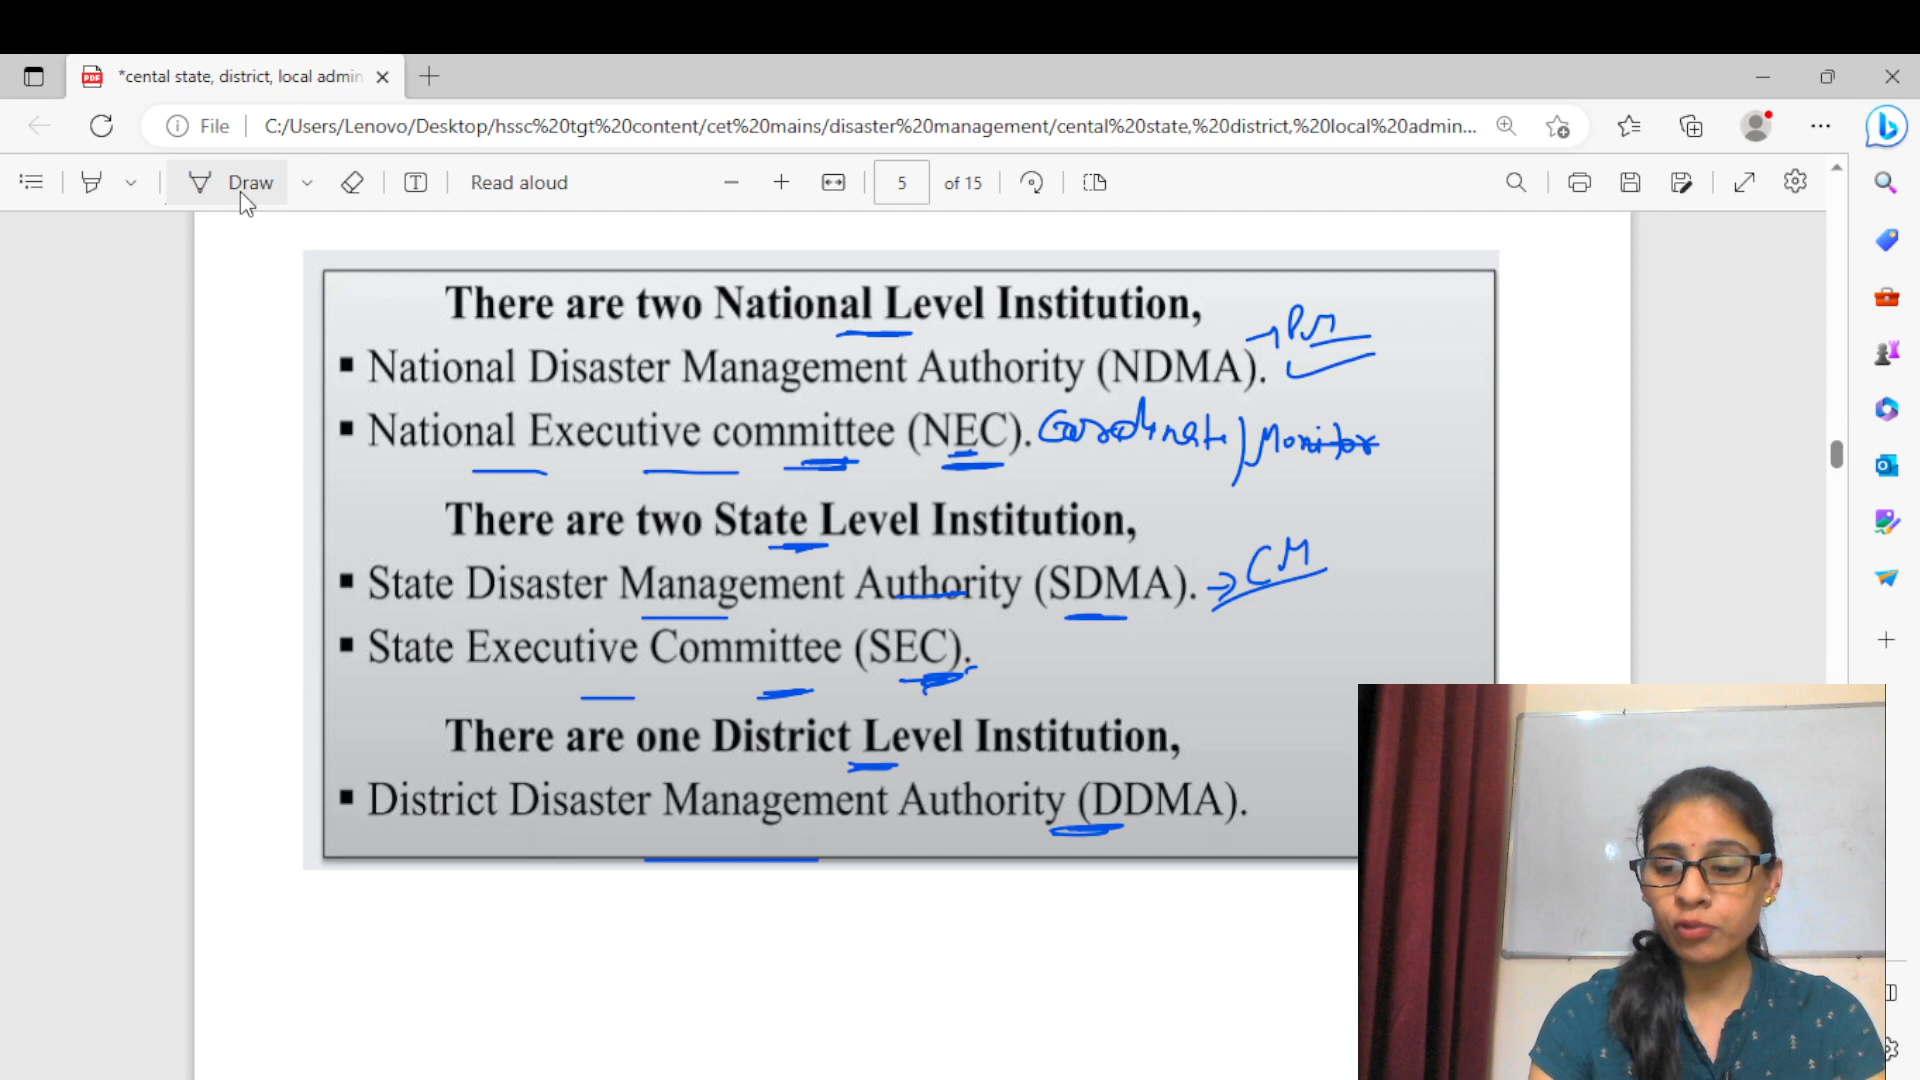 *cental state, district, local admin
File
C:/Users/Lenovo/Desktop/hssc%20tgt%20content/cet%20mains/disaster%20management/cental%20state,%20district,%20local%20admin...
Draw
Read aloud
5 of 15
There are two National Level Institution,
▪ National Disaster Management Authority (NDMA). → PM
▪ National Executive committee (NEC). Coordinate / Monitor
There are two State Level Institution,
▪ State Disaster Management Authority (SDMA). → CM
▪ State Executive Committee (SEC).
There are one District Level Institution,
▪ District Disaster Management Authority (DDMA).